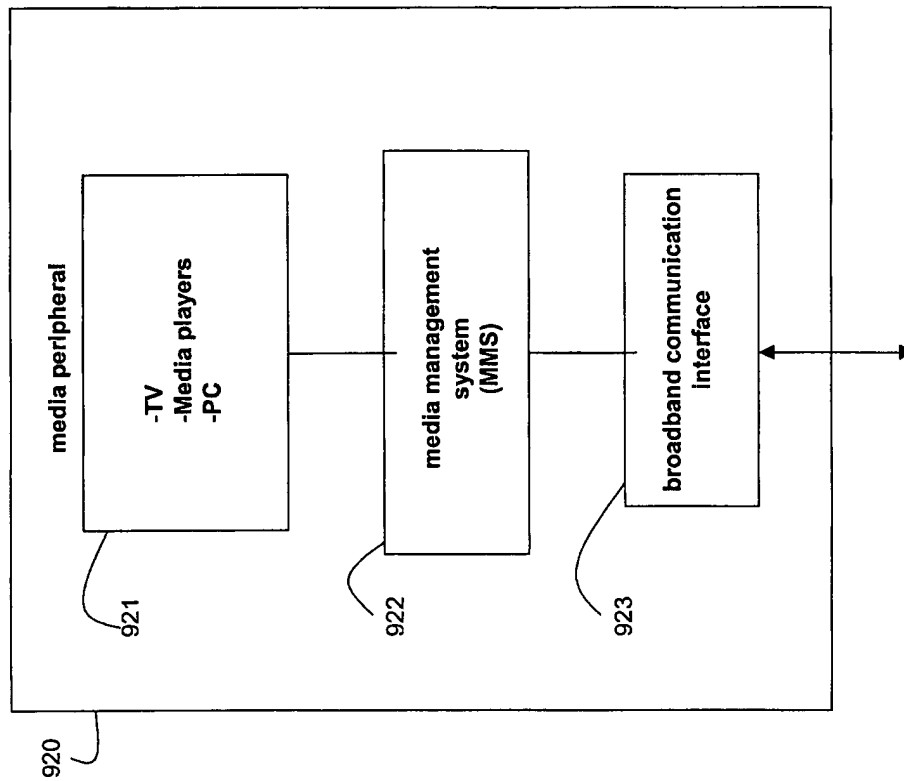 media peripheral
-TV
-Media players
-PC
921
media management
system
(MMS)
922
broadband communication
interface
923
920